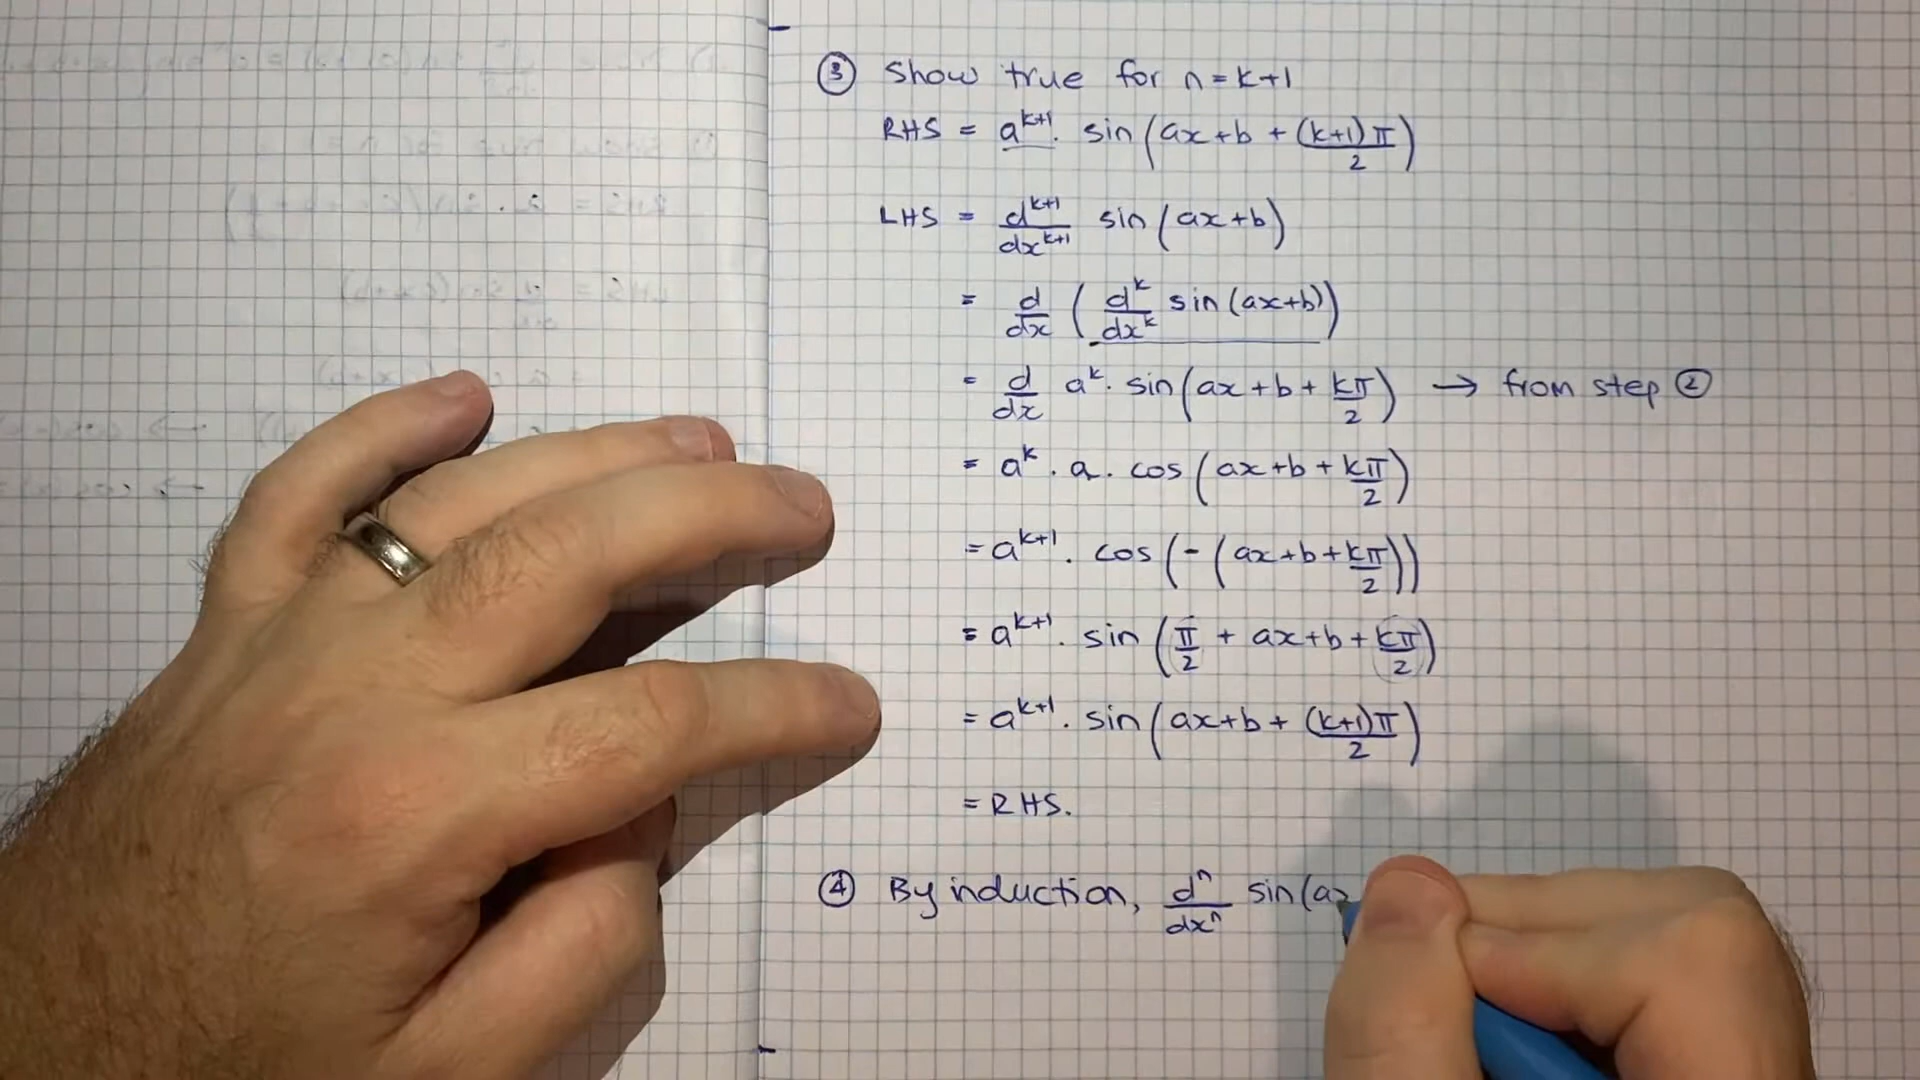 ③ Show true for n = k+1
RHS = a^{k+1} . sin(ax+b + (k+1)π/2)
LHS = d^{k+1}/dx^{k+1} sin(ax+b)
= d/dx (d^k/dx^k sin(ax+b))
= d/dx a^k . sin(ax+b+kπ/2) → from step ②
= a^k . a . cos(ax+b+kπ/2)
= a^{k+1} . cos(-(ax+b+kπ/2))
= a^{k+1} . sin(π/2 + ax+b+kπ/2)
= a^{k+1} . sin(ax+b+ (k+1)π/2)
= RHS.
④ By induction, d^n/dx^n sin(a